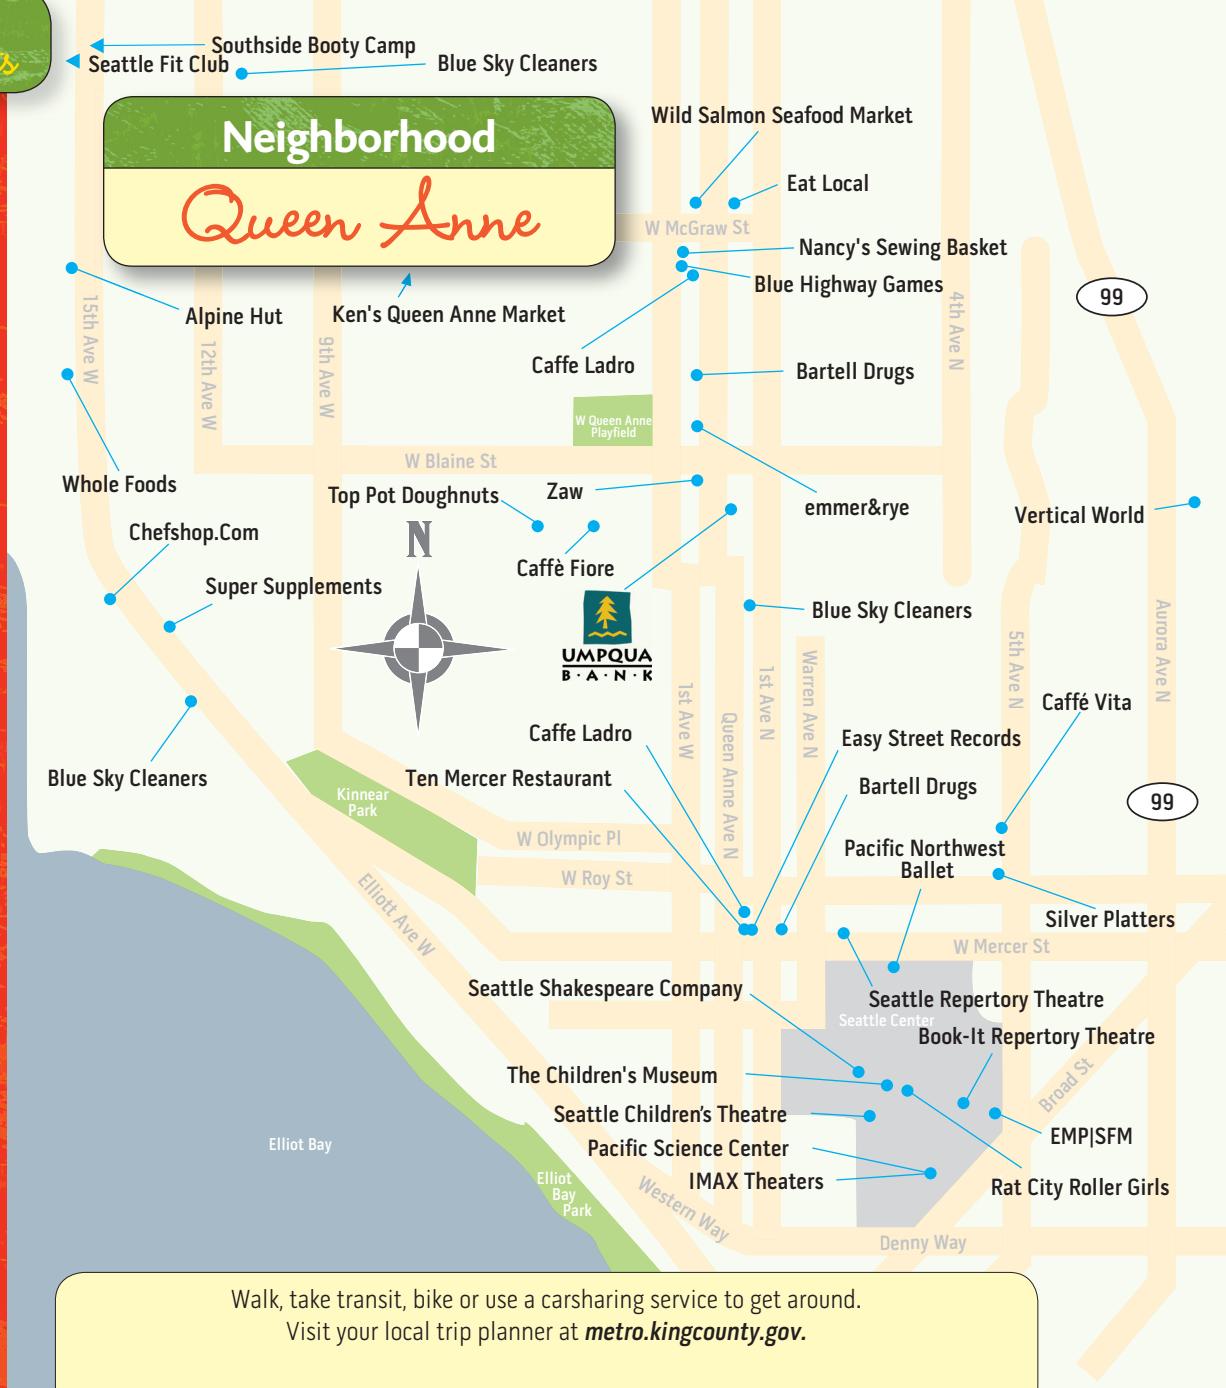 s
Southside Booty Camp
Seattle Fit Club
Blue Sky Cleaners
Neighborhood
Queen Anne
Wild Salmon Seafood Market
Eat Local
W McGraw St
Nancy's Sewing Basket
Blue Highway Games
99
15th Ave W
Alpine Hut
Ken's Queen Anne Market
4th Ave N
12th Ave W
9th Ave W
Caffe Ladro
Bartell Drugs
W Queen Anne
Playfield
W Blaine St
Whole Foods
Top Pot Doughnuts
Zaw
emmer&rye
Vertical World
Chefshop.Com
N
Caffè Fiore
Super Supplements
UMPQUA
B·A·N·K
Blue Sky Cleaners
Aurora Ave N
5th Ave N
1st Ave W
Queen Anne Ave N
1st Ave N
Warren Ave N
Caffé Vita
Caffe Ladro
Easy Street Records
Blue Sky Cleaners
Ten Mercer Restaurant
Bartell Drugs
Kinnear
Park
99
W Olympic Pl
Pacific Northwest
Ballet
W Roy St
Elliott Ave W
Silver Platters
W Mercer St
Seattle Shakespeare Company
Seattle Repertory Theatre
Seattle Center
Book-It Repertory Theatre
The Children's Museum
Broad St
Seattle Children's Theatre
EMP|SFM
Elliot Bay
Pacific Science Center
IMAX Theaters
Rat City Roller Girls
Elliot
Bay
Park
Western Way
Denny Way
Walk, take transit, bike or use a carsharing service to get around.
Visit your local trip planner at metro.kingcounty.gov.